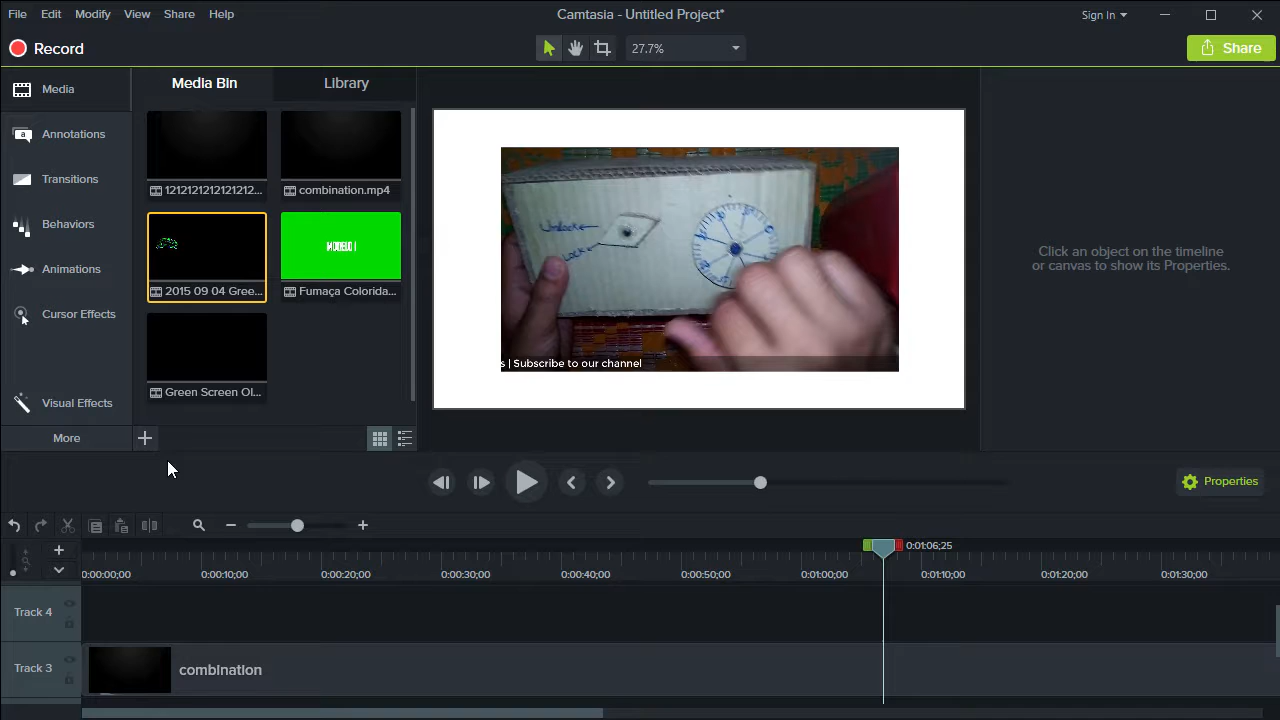 File Edit Modify View Share Help
Camtasia - Untitled Project*
Sign In
Record
27.7%
Share
Media
Annotations
Transitions
Behaviors
Animations
Cursor Effects
Visual Effects
More
Media Bin
Library
1212121212121212...
combination.mp4
2015 09 04 Gree...
Fumaça Colorida...
Green Screen Ol...
Unlock
Lock
s | Subscribe to our channel
Click an object on the timeline
or canvas to show its Properties.
Properties
0:01:06;25
0:00:00;00 0:00:10;00 0:00:20;00 0:00:30;00 0:00:40;00 0:00:50;00 0:01:00;00 0:01:10;00 0:01:20;00 0:01:30;00
Track 4
Track 3
combination